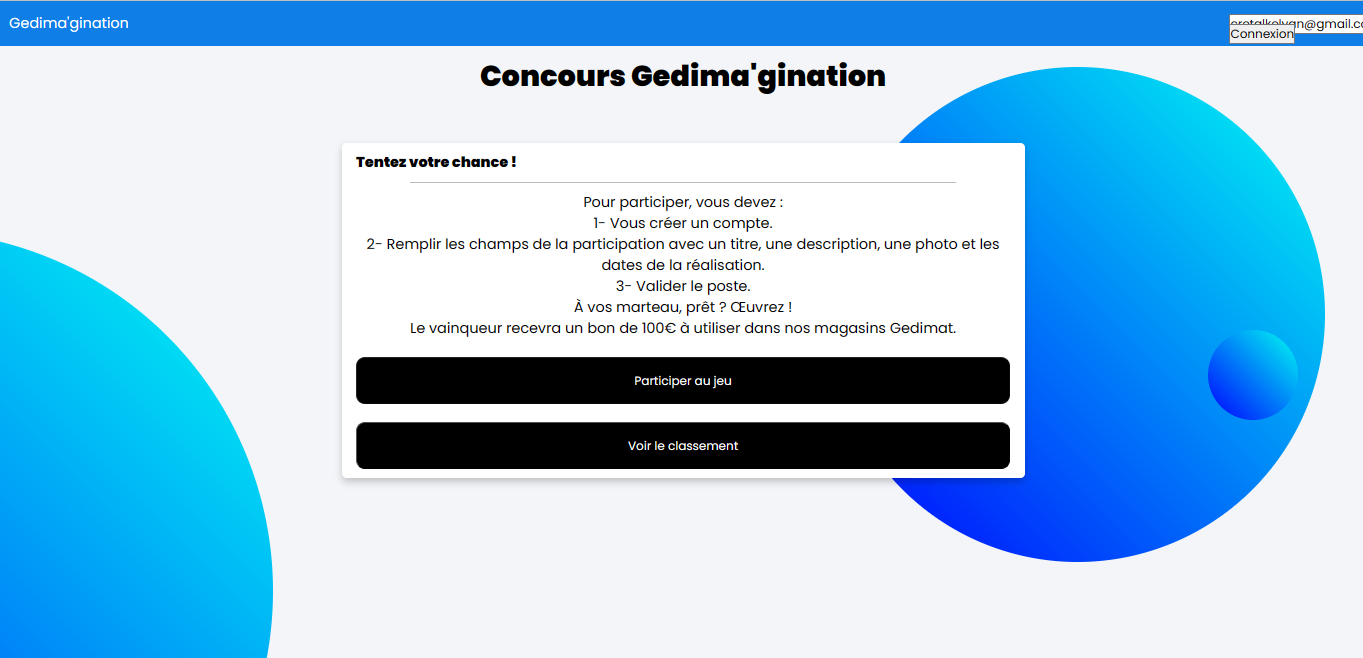 Gedima'gination
Connexion
Concours Gedima'gination
Tentez votre chance !
Pour participer, vous devez :
1- Vous créer un compte.
2- Remplir les champs de la participation avec un titre, une description, une photo et les
dates de la réalisation.
3- Valider le poste.
À vos marteau, prêt ? Œuvrez !
Le vainqueur recevra un bon de 100€ à utiliser dans nos magasins Gedimat.
Participer au jeu
Voir le classement